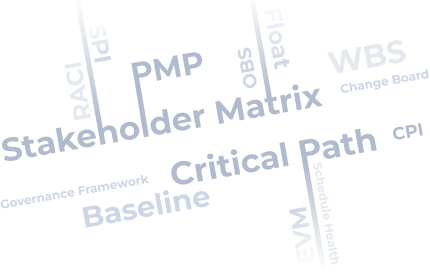 RACI
SPI
PMP
OBS
Float
WBS
Change Board
Stakeholder Matrix
Critical Path
CPI
Governance Framework
Baseline
EVM
Schedule Health